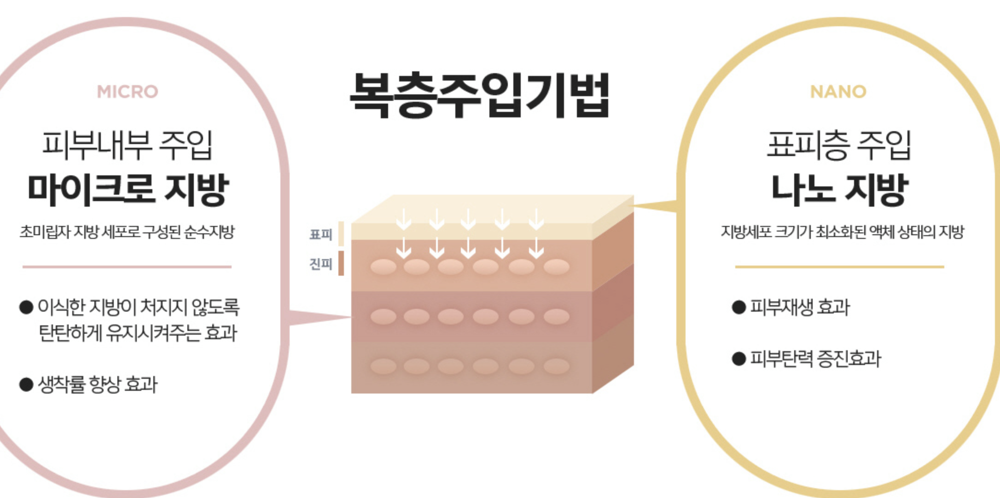 MICRO
피부내부 주입
마이크로 지방
초미립자 지방 세포로 구성된 순수지방
● 이식한 지방이 처지지 않도록
탄탄하게 유지시켜주는 효과
● 생착률 향상 효과
복층주입기법
표피
진피
NANO
표피층 주입
나노 지방
지방세포 크기가 최소화된 액체 상태의 지방
● 피부재생 효과
● 피부탄력 증진효과